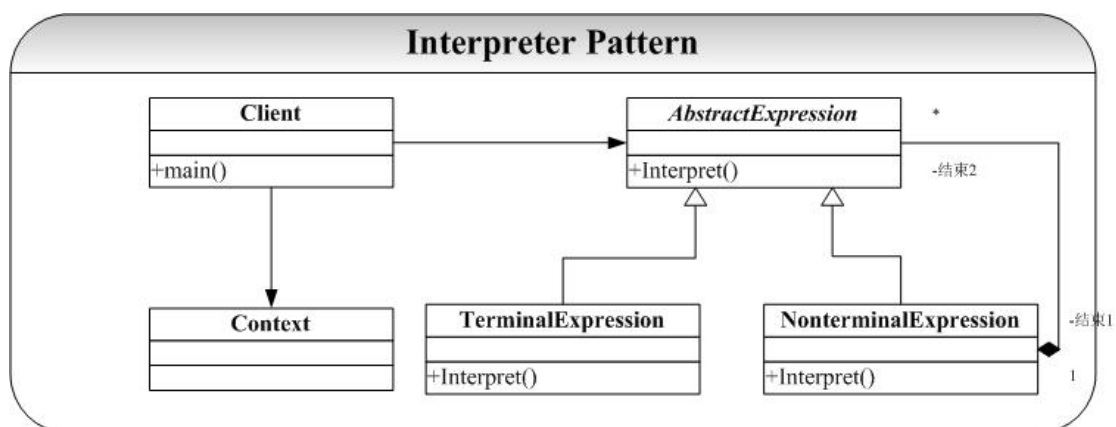 Interpreter Pattern
Client
+main()
AbstractExpression
+Interpret()
*
-结束2
Context
TerminalExpression
+Interpret()
NonterminalExpression
+Interpret()
-结束1
1